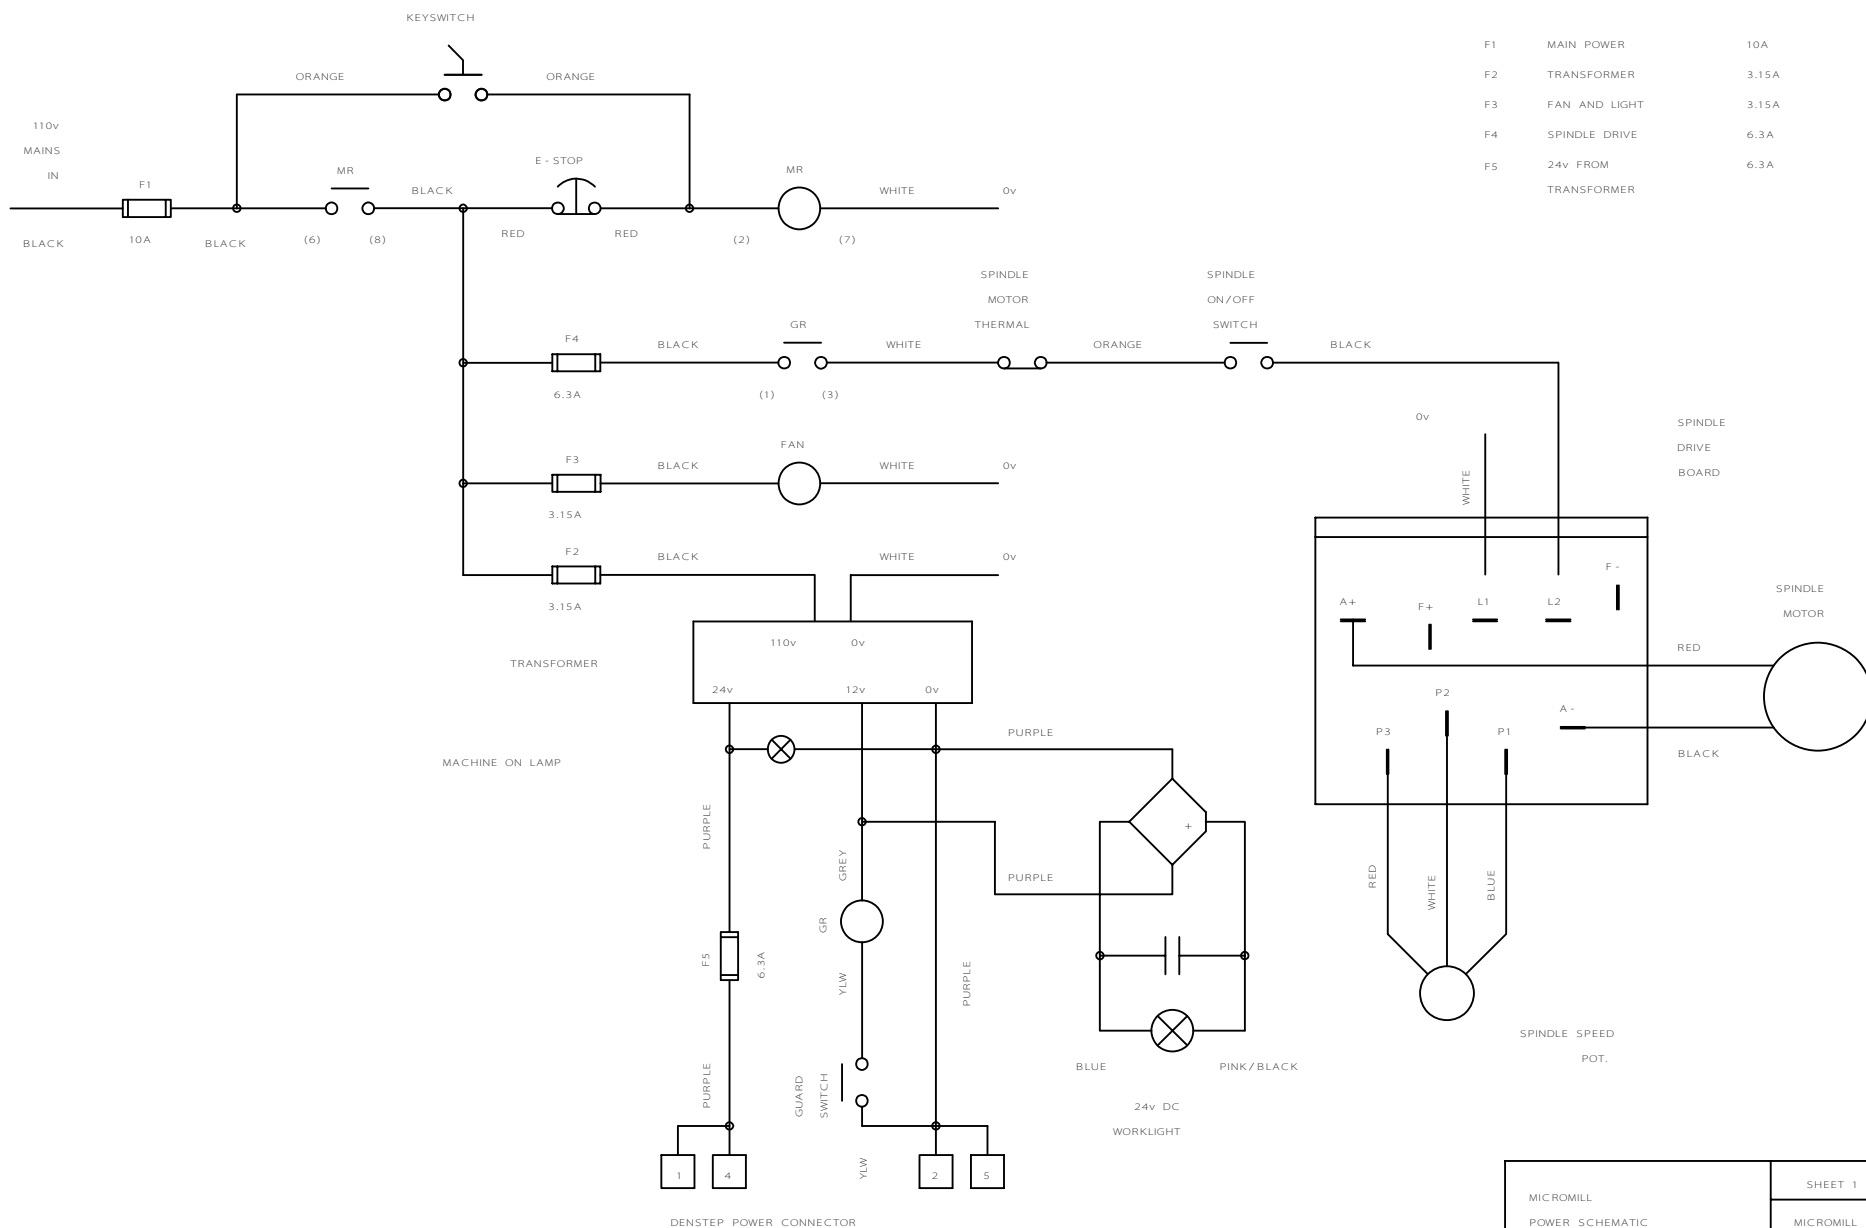 KEYSWITCH
ORANGE
ORANGE
110v
MAINS
IN
F1
MR
BLACK
E-STOP
MR
WHITE
0v
BLACK
10A
BLACK
(6)
(8)
RED
RED
(2)
(7)
F1 MAIN POWER 10A
F2 TRANSFORMER 3.15A
F3 FAN AND LIGHT 3.15A
F4 SPINDLE DRIVE 6.3A
F5 24v FROM 6.3A
TRANSFORMER
SPINDLE
MOTOR
THERMAL
SPINDLE
ON/OFF
SWITCH
F4
BLACK
GR
WHITE
ORANGE
BLACK
6.3A
(1)
(3)
F3
BLACK
FAN
WHITE
0v
3.15A
F2
BLACK
WHITE
0v
3.15A
0v
WHITE
SPINDLE
DRIVE
BOARD
TRANSFORMER
110v
0v
24v
12v
0v
A+
F+
L1
L2
F-
SPINDLE
MOTOR
RED
P2
P3
P1
A-
BLACK
MACHINE ON LAMP
PURPLE
PURPLE
GREY
+
PURPLE
RED
WHITE
BLUE
GR
F5
6.3A
YLW
PURPLE
SPINDLE SPEED
POT.
PURPLE
GUARD
SWITCH
BLUE
PINK/BLACK
24v DC
WORKLIGHT
YLW
1
4
2
5
DENSTEP POWER CONNECTOR
MICROMILL
POWER SCHEMATIC
SHEET 1
MICROMILL